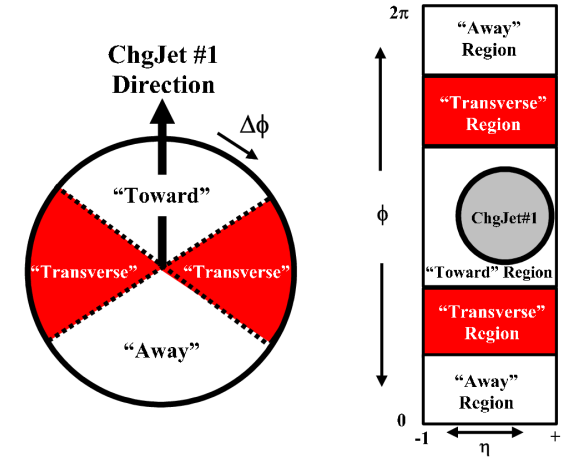 ChgJet #1
Direction
Δϕ
“Toward”
“Transverse”
“Transverse”
“Away”
2π
“Away”
Region
“Transverse”
Region
ϕ
ChgJet#1
“Toward” Region
“Transverse”
Region
“Away”
Region
0
-1
η
+